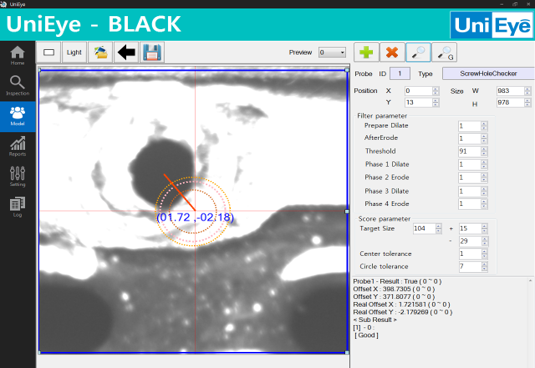 UniEye
UniEye - BLACK
UniEye
Home
Inspection
Model
Reports
Setting
Log
Light
Preview 0
G
Probe ID 1 Type ScrewHoleChecker
Position X 0 Size W 983
Y 13 H 978
Filter parameter
Prepare Dilate 1
AfterErode 1
Threshold 91
Phase 1 Dilate 1
Phase 2 Erode 1
Phase 3 Dilate 1
Phase 4 Erode 1
Score parameter
Target Size 104 + 15
- 29
Center tolerance 1
Circle tolerance 7
(01.72 ,-02.18)
Probe1 - Result : True ( 0 ~ 0 )
Offset X : 398.7305 ( 0 ~ 0 )
Offset Y : 371.8077 ( 0 ~ 0 )
Real Offset X : 1.721581 ( 0 ~ 0 )
Real Offset Y : -2.179269 ( 0 ~ 0 )
< Sub Result >
[1] - 0 :
[ Good ]